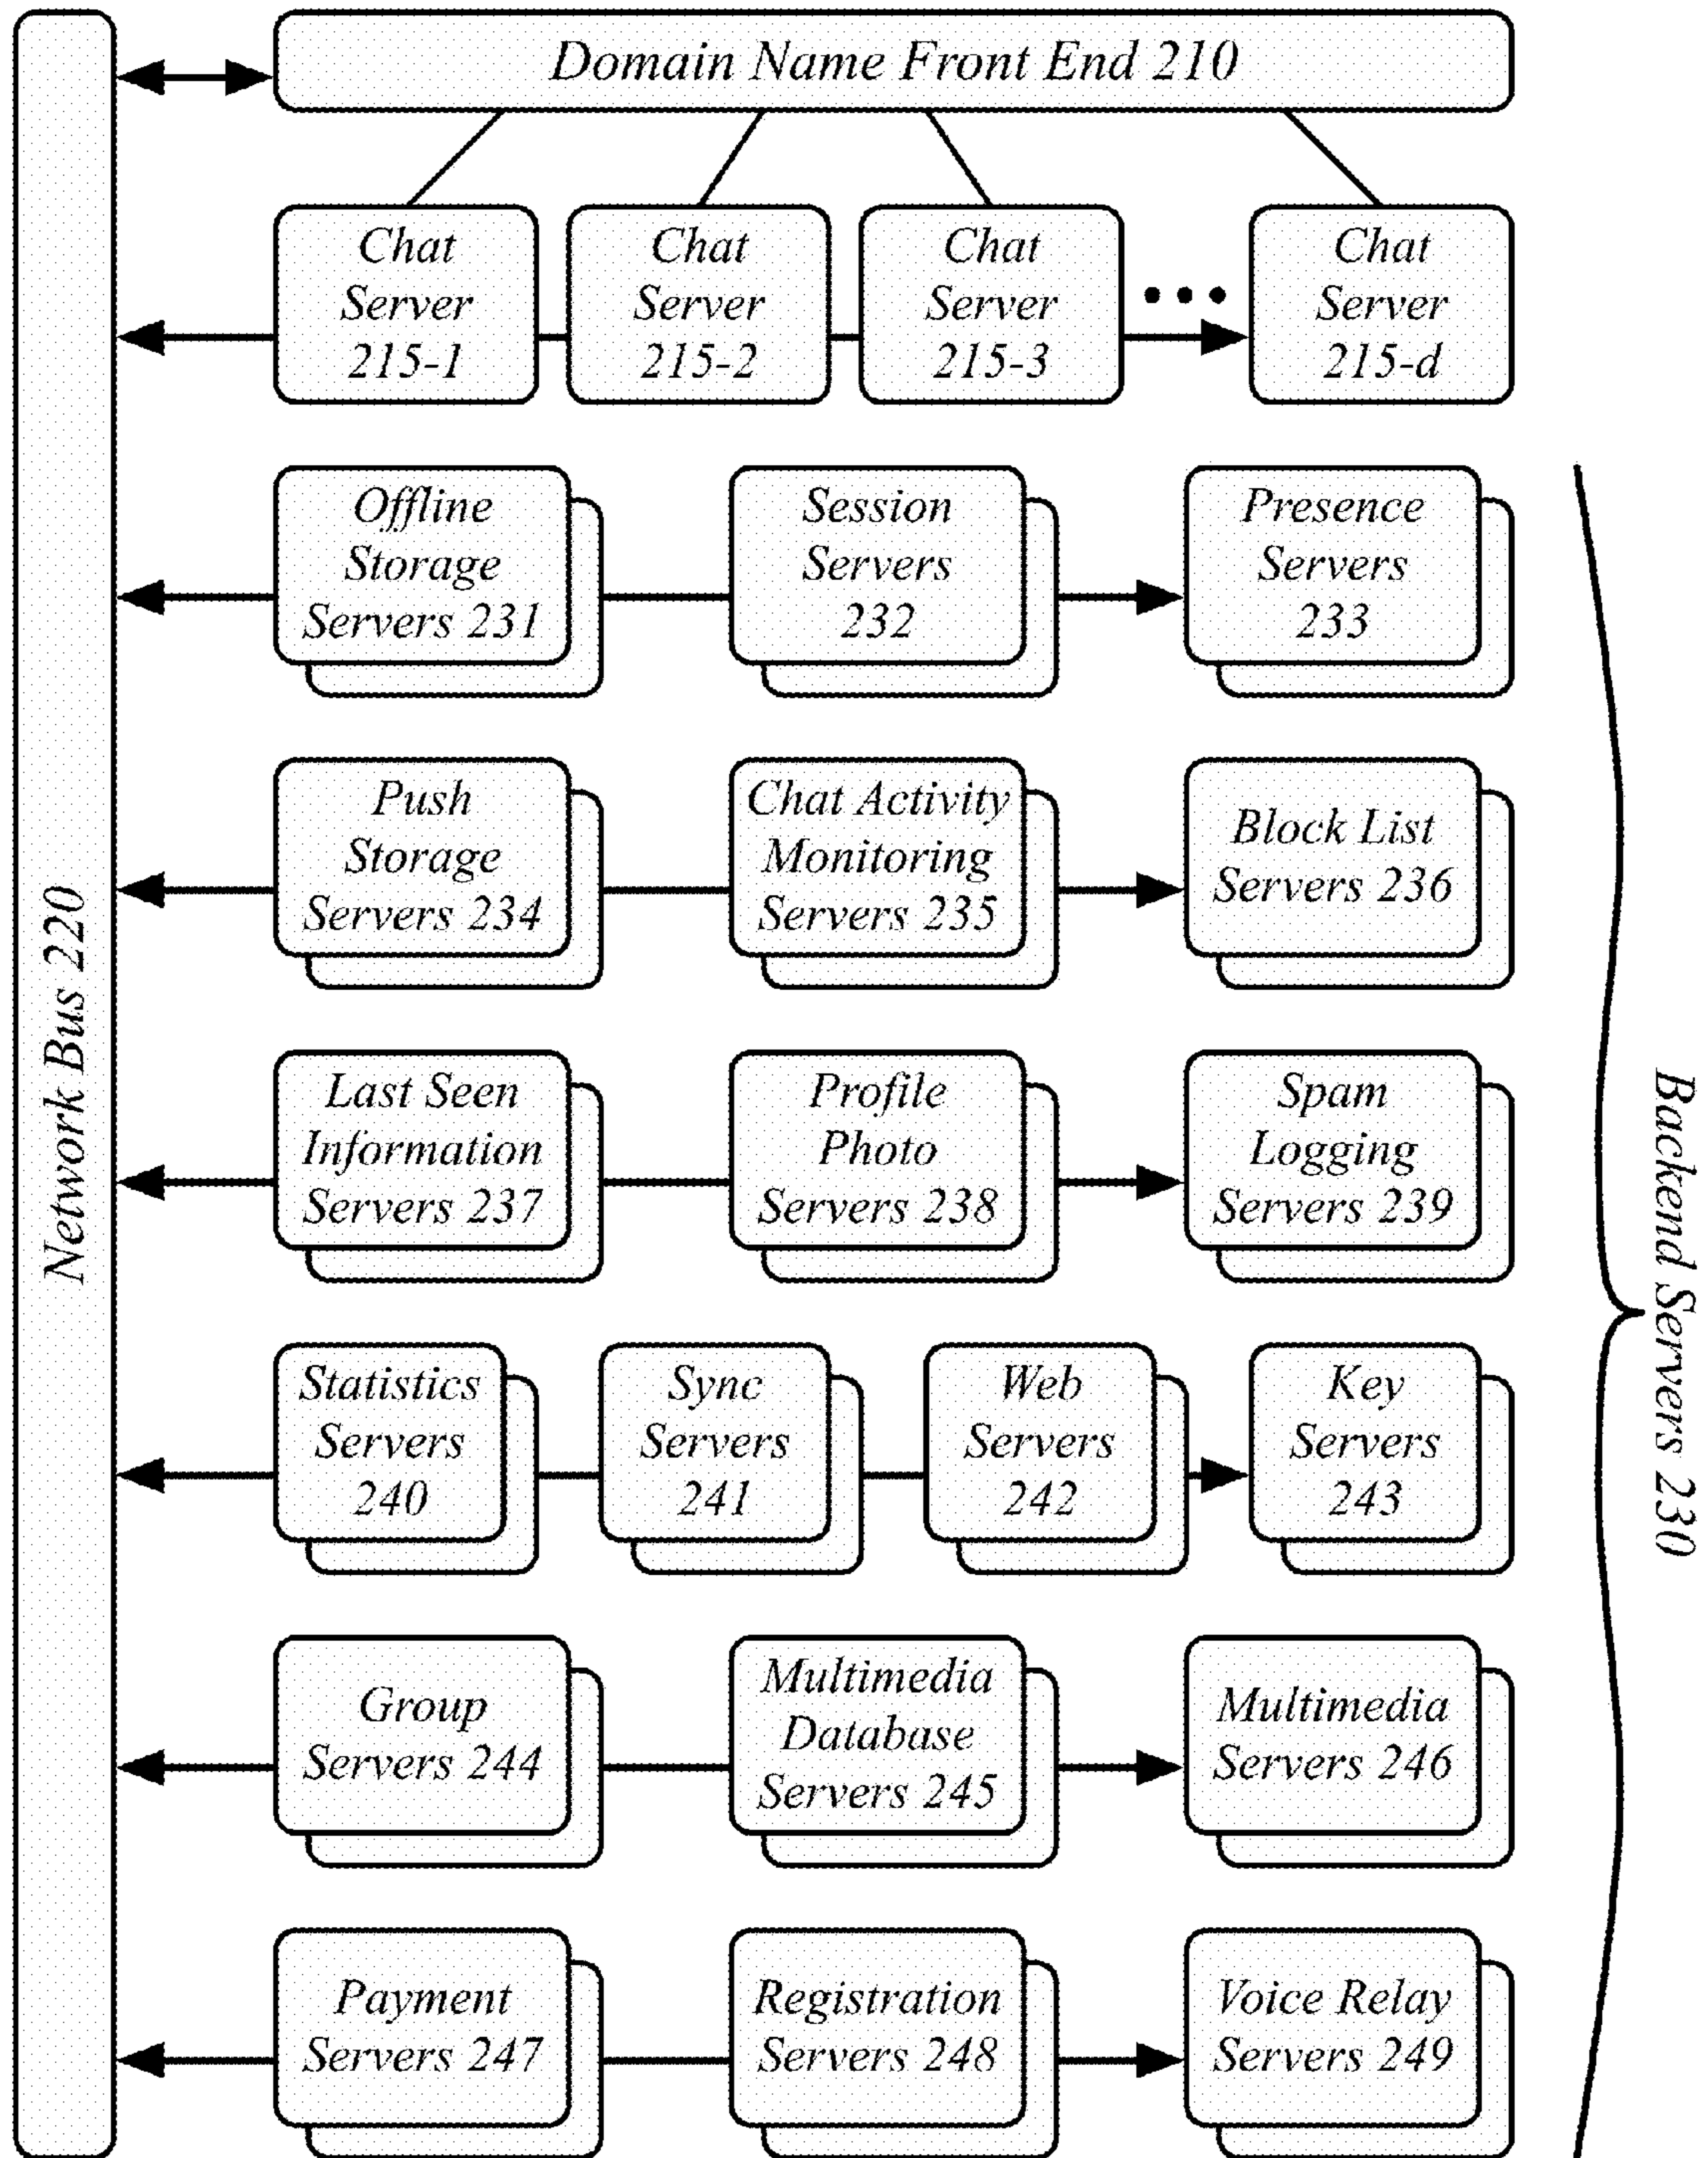 Domain Name Front End 210
Chat
Server
215-1
Chat
Server
215-2
Chat
Server
215-3
Chat
Server
215-d
Network Bus 220
Offline
Storage
Servers 231
Session
Servers
232
Presence
Servers
233
Push
Storage
Servers 234
Chat Activity
Monitoring
Servers 235
Block List
Servers 236
Last Seen
Information
Servers 237
Profile
Photo
Servers 238
Spam
Logging
Servers 239
Statistics
Servers
240
Sync
Servers
241
Web
Servers
242
Key
Servers
243
Group
Servers 244
Multimedia
Database
Servers 245
Multimedia
Servers 246
Payment
Servers 247
Registration
Servers 248
Voice Relay
Servers 249
Backend Servers 230